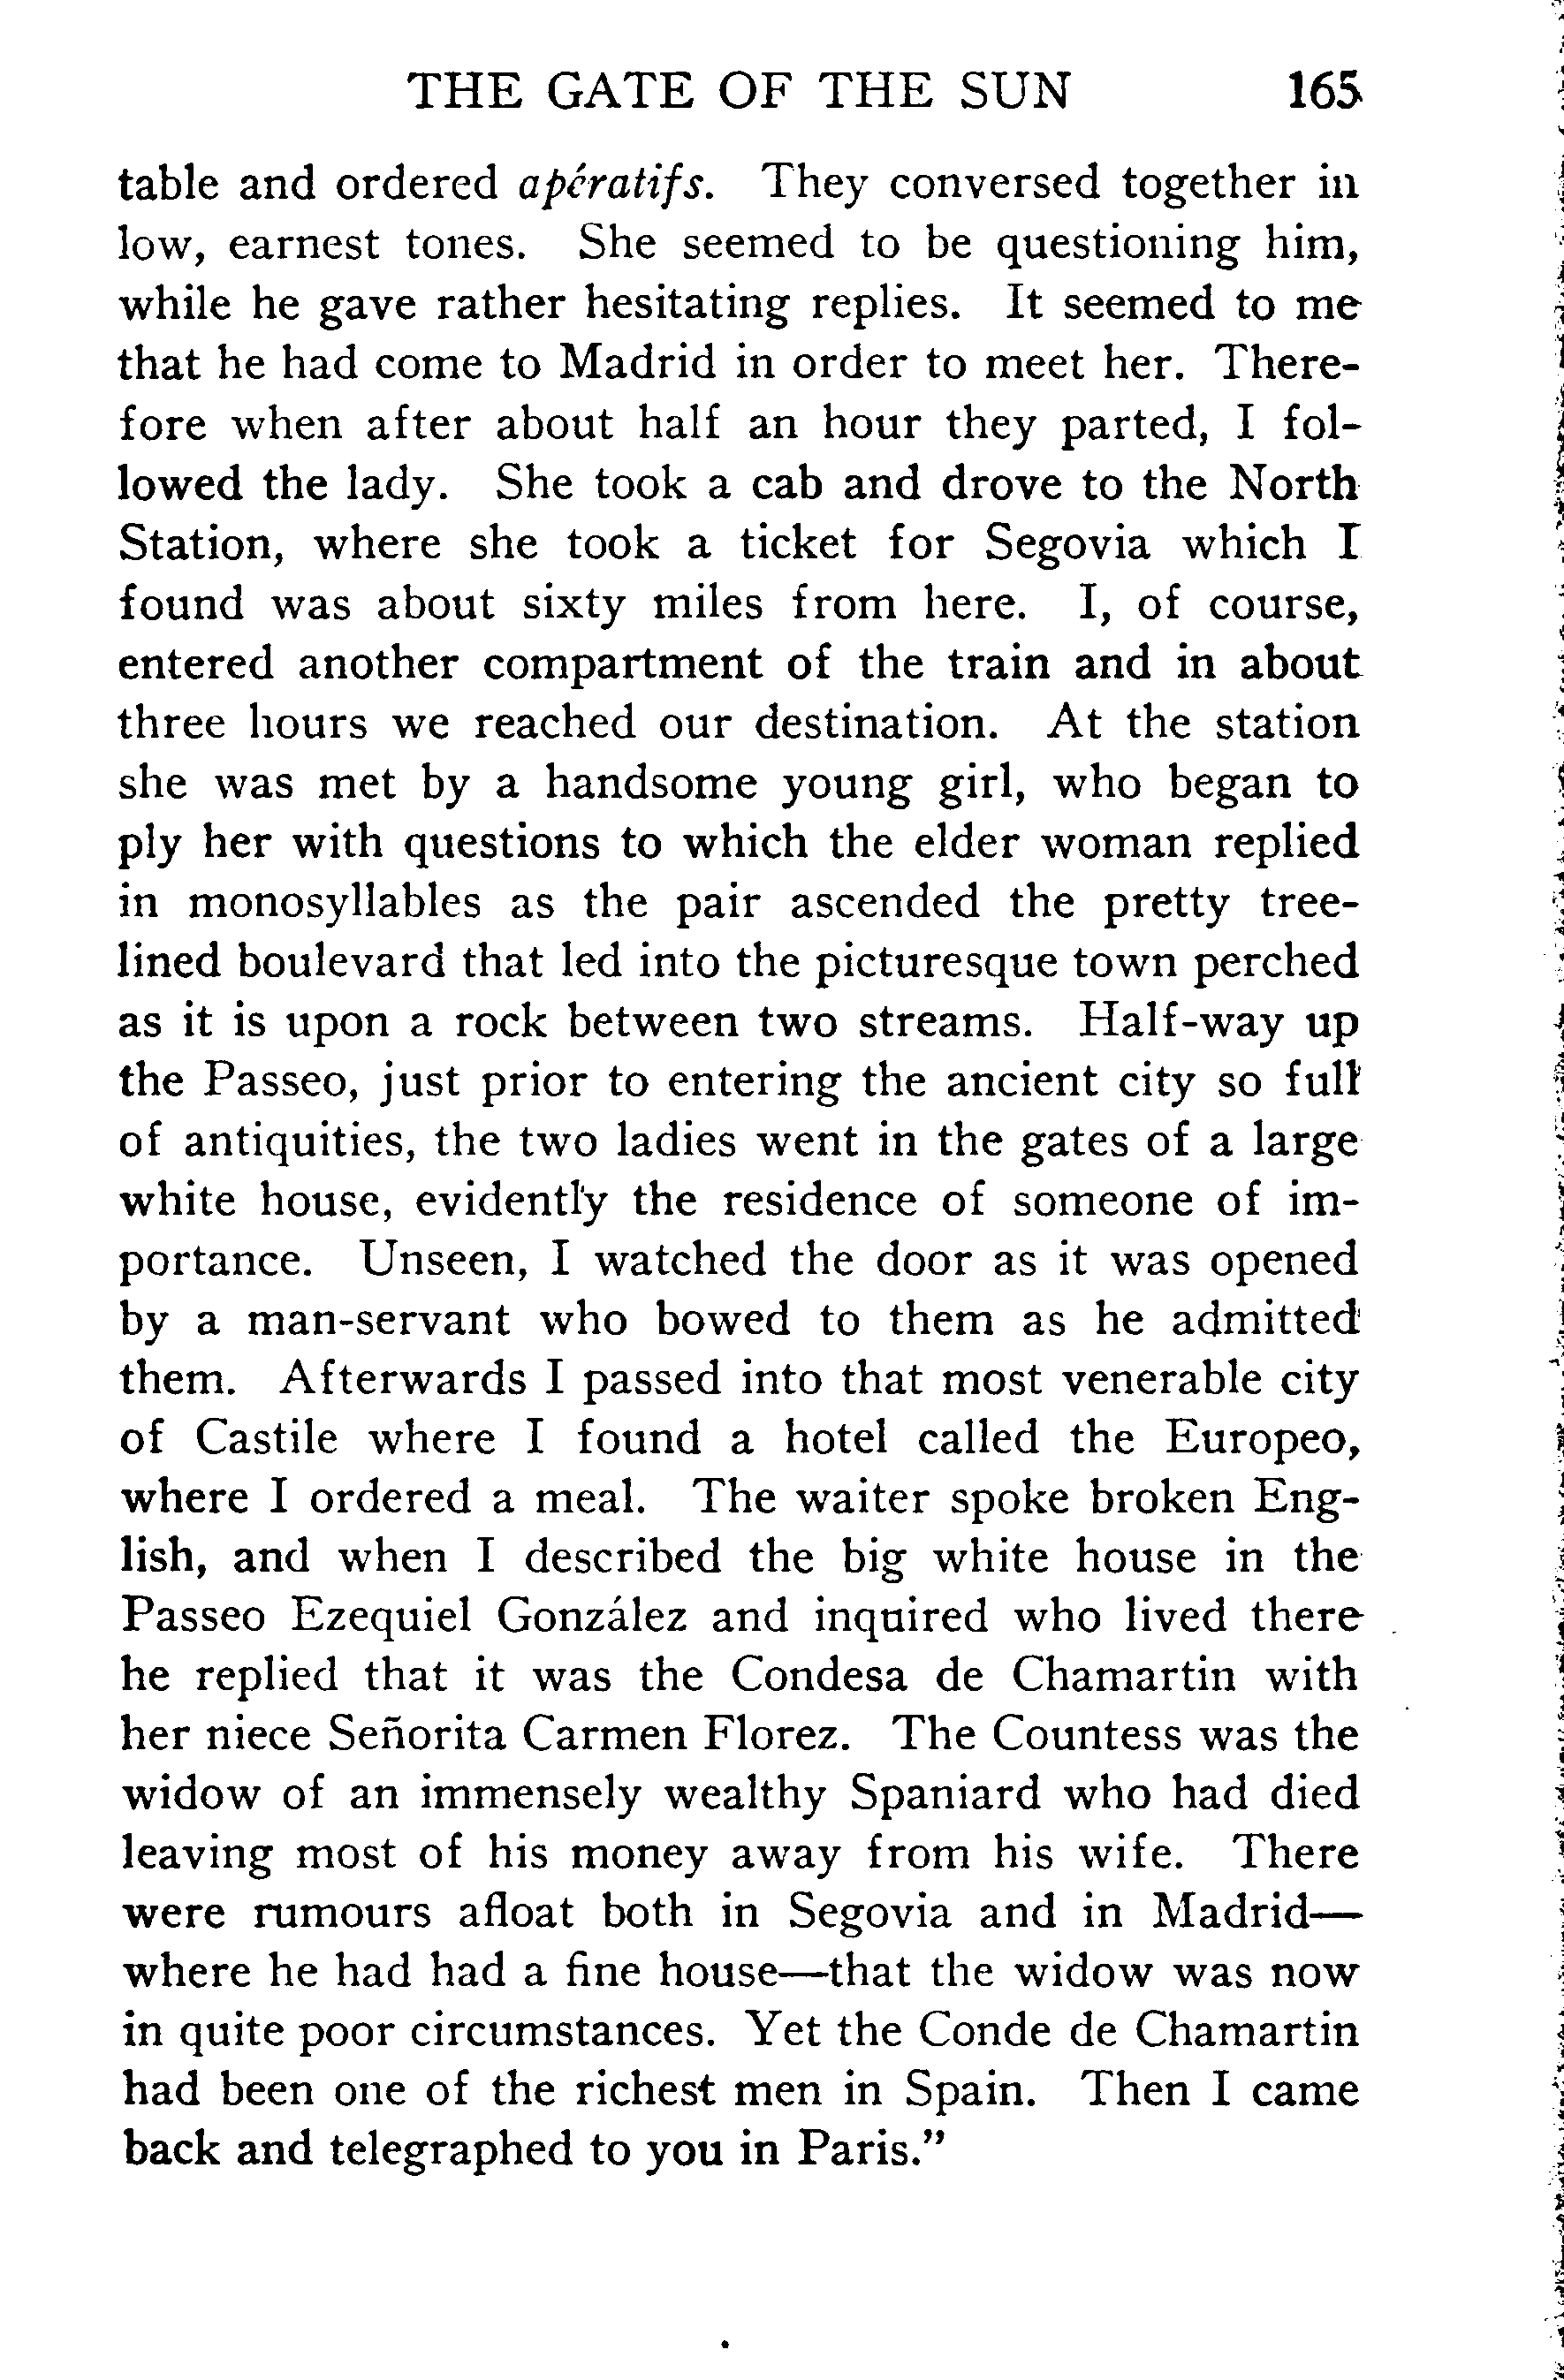 THE GATE OF THE SUN 165
table and ordered apératifs. They conversed together in
low, earnest tones. She seemed to be questioning him,
while he gave rather hesitating replies. It seemed to me
that he had come to Madrid in order to meet her. There-
fore when after about half an hour they parted, I fol-
lowed the lady. She took a cab and drove to the North
Station, where she took a ticket for Segovia which I
found was about sixty miles from here. I, of course,
entered another compartment of the train and in about
three hours we reached our destination. At the station
she was met by a handsome young girl, who began to
ply her with questions to which the elder woman replied
in monosyllables as the pair ascended the pretty tree-
lined boulevard that led into the picturesque town perched
as it is upon a rock between two streams. Half-way up
the Passeo, just prior to entering the ancient city so full
of antiquities, the two ladies went in the gates of a large
white house, evidently the residence of someone of im-
portance. Unseen, I watched the door as it was opened
by a man-servant who bowed to them as he admitted
them. Afterwards I passed into that most venerable city
of Castile where I found a hotel called the Europeo,
where I ordered a meal. The waiter spoke broken Eng-
lish, and when I described the big white house in the
Passeo Ezequiel González and inquired who lived there
he replied that it was the Condesa de Chamartin with
her niece Señorita Carmen Florez. The Countess was the
widow of an immensely wealthy Spaniard who had died
leaving most of his money away from his wife. There
were rumours afloat both in Segovia and in Madrid—
where he had had a fine house—that the widow was now
in quite poor circumstances. Yet the Conde de Chamartin
had been one of the richest men in Spain. Then I came
back and telegraphed to you in Paris.”